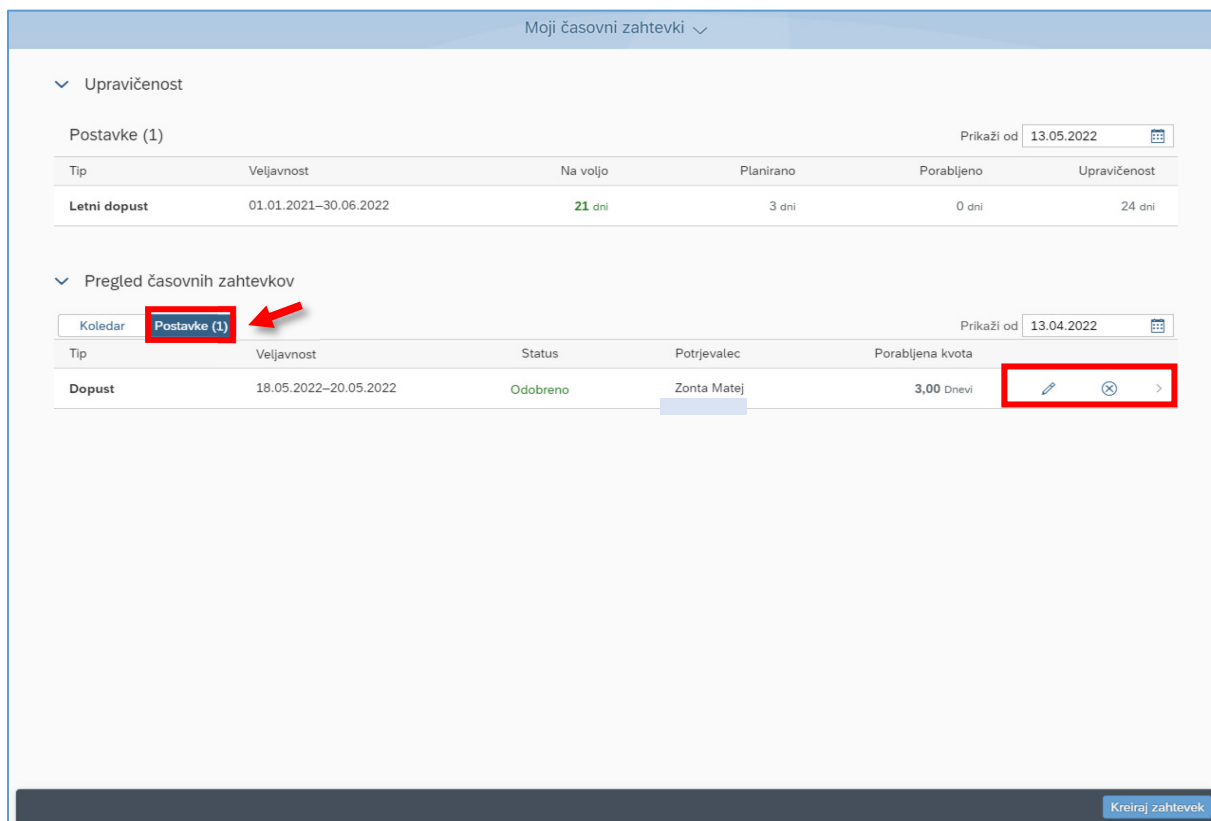 Moji časovni zahtevki
Upravičenost
Postavke (1) Prikaži od 13.05.2022
Tip Veljavnost Na voljo Planirano Porabljeno Upravičenost
Letni dopust 01.01.2021–30.06.2022 21 dni 3 dni 0 dni 24 dni
Pregled časovnih zahtevkov
Koledar Postavke (1) Prikaži od 13.04.2022
Tip Veljavnost Status Potrjevalec Porabljena kvota
Dopust 18.05.2022–20.05.2022 Odobreno Zonta Matej 3,00 Dnevi
Kreiraj zahtevek